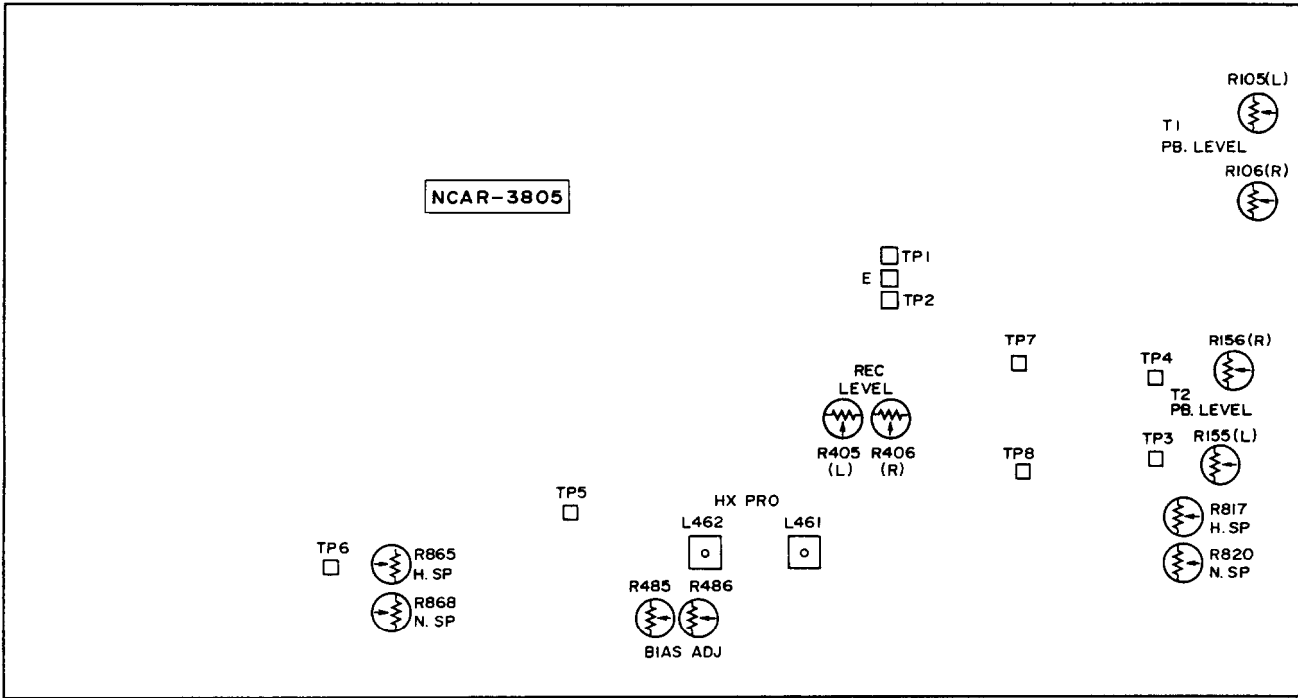 R105(L)
T1
PB. LEVEL
R106(R)
NCAR-3805
TP1
E
TP2
TP7
TP4
R156(R)
T2
PB. LEVEL
REC
LEVEL
R405
(L)
R406
(R)
TP8
TP3
R155(L)
TP5
HX PRO
L462
L461
R817
H. SP
R820
N. SP
TP6
R865
H. SP
R868
N. SP
R485
R486
BIAS ADJ